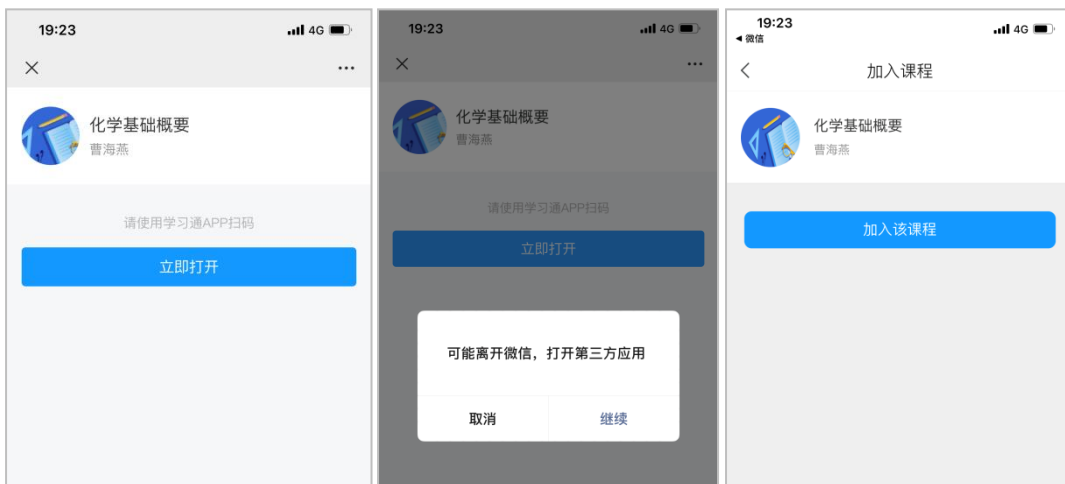 19:23
4G
化学基础概要
曹海燕
请使用学习通APP扫码
立即打开
19:23
4G
化学基础概要
曹海燕
请使用学习通APP扫码
立即打开
可能离开微信，打开第三方应用
取消
继续
19:23
4G
微信
加入课程
化学基础概要
曹海燕
加入该课程